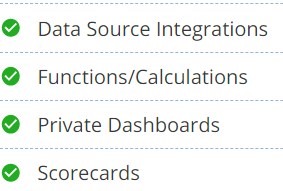 Data Source Integrations
Functions/Calculations
Private Dashboards
Scorecards